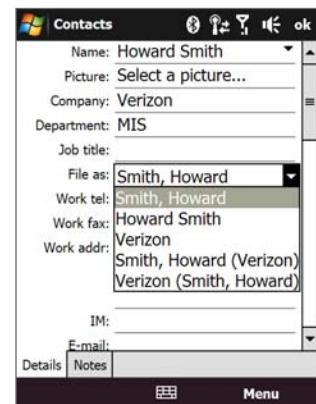 Contacts ok
Name: Howard Smith
Picture: Select a picture...
Company: Verizon
Department: MIS
Job title:
File as: Smith, Howard
Work tel: Smith, Howard
Work fax: Howard Smith
Work addr: Verizon
Smith, Howard (Verizon)
Verizon (Smith, Howard)
IM:
E-mail:
Details Notes
Menu